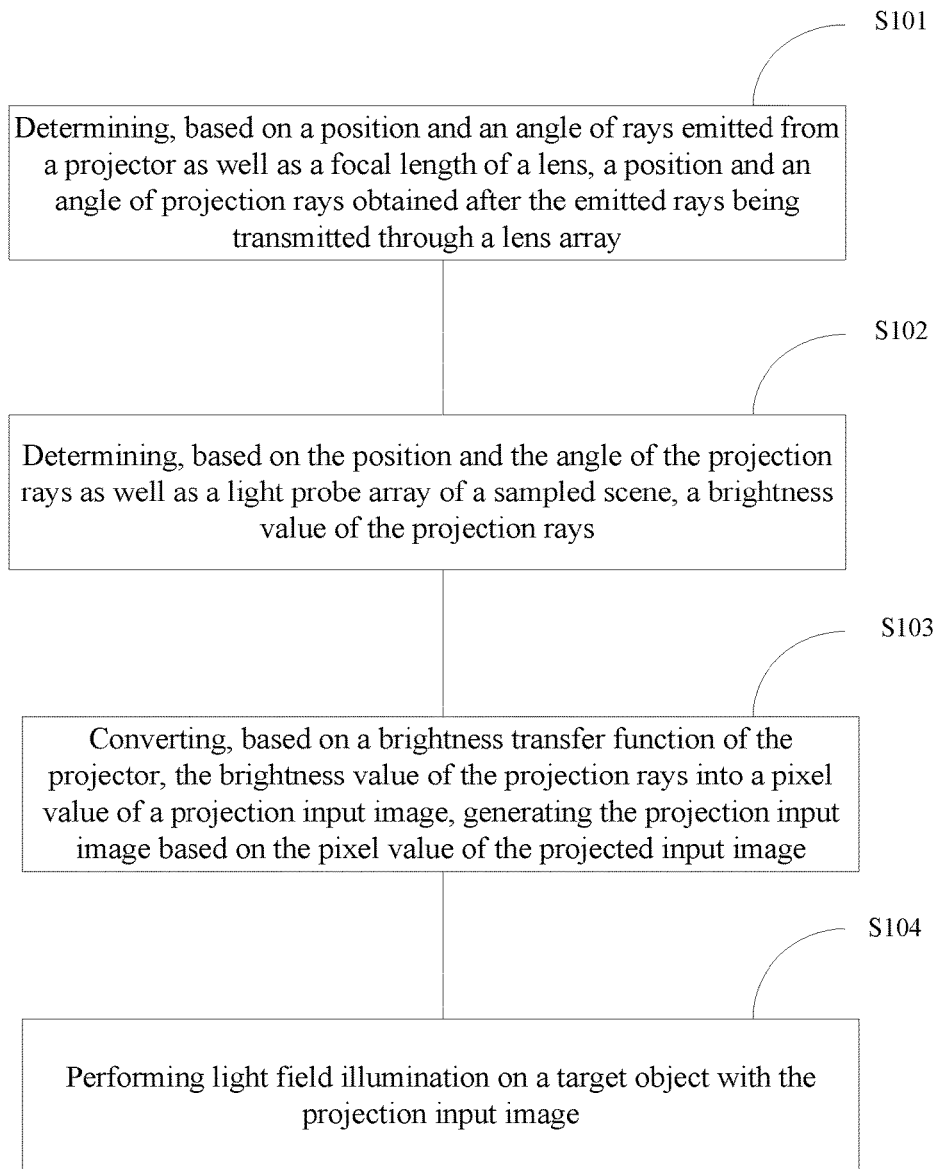 S101
Determining, based on a position and an angle of rays emitted from
a projector as well as a focal length of a lens, a position and an
angle of projection rays obtained after the emitted rays being
transmitted through a lens array
S102
Determining, based on the position and the angle of the projection
rays as well as a light probe array of a sampled scene, a brightness
value of the projection rays
S103
Converting, based on a brightness transfer function of the
projector, the brightness value of the projection rays into a pixel
value of a projection input image, generating the projection input
image based on the pixel value of the projected input image
S104
Performing light field illumination on a target object with the
projection input image